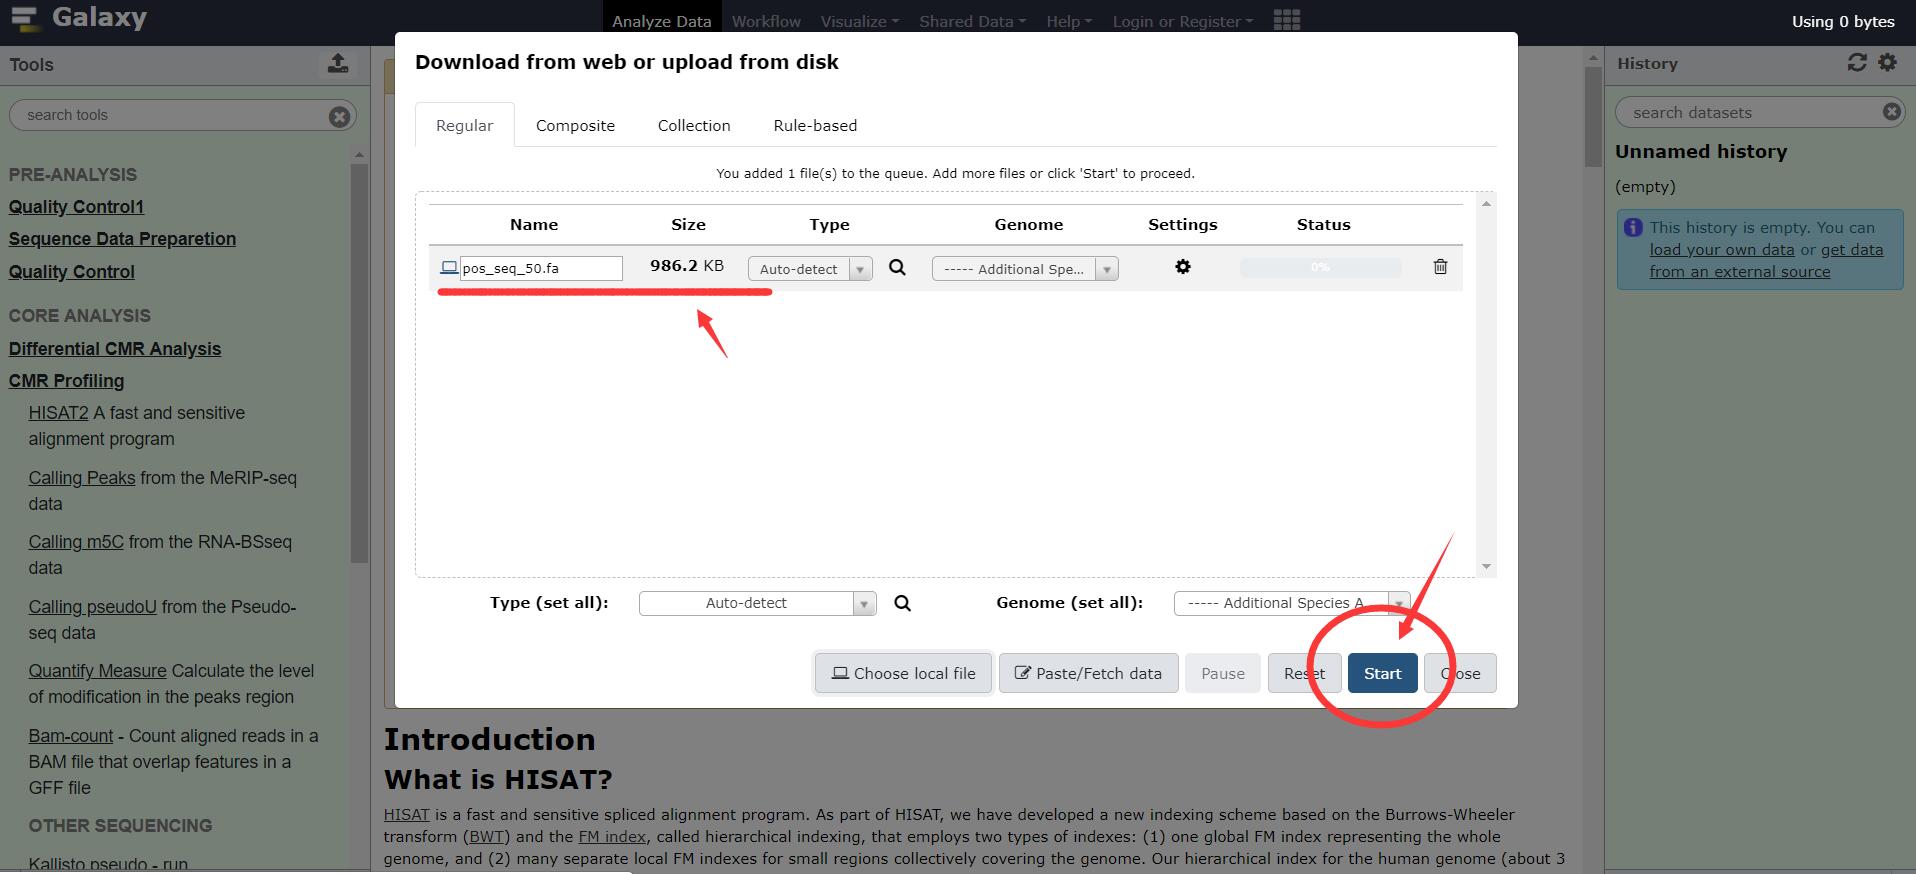 Galaxy
Analyze Data Workflow Visualize Shared Data Help Login or Register
Using 0 bytes
Tools
search tools
PRE-ANALYSIS
Quality Control1
Sequence Data Preparetion
Quality Control
CORE ANALYSIS
Differential CMR Analysis
CMR Profiling
HISAT2 A fast and sensitive
alignment program
Calling Peaks from the MeRIP-seq
data
Calling m5C from the RNA-BSseq
data
Calling pseudoU from the Pseudo-
seq data
Quantify Measure Calculate the level
of modification in the peaks region
Bam-count - Count aligned reads in a
BAM file that overlap features in a
GFF file
OTHER SEQUENCING
Kallisto pseudo - run
Download from web or upload from disk
Regular Composite Collection Rule-based
You added 1 file(s) to the queue. Add more files or click 'Start' to proceed.
Name Size Type Genome Settings Status
pos_seq_50.fa 986.2 KB Auto-detect ----- Additional Spe... 0%
Type (set all): Auto-detect Genome (set all): ----- Additional Species A...
Choose local file Paste/Fetch data Pause Reset Start Close
Introduction
What is HISAT?
HISAT is a fast and sensitive spliced alignment program. As part of HISAT, we have developed a new indexing scheme based on the Burrows-Wheeler
transform (BWT) and the FM index, called hierarchical indexing, that employs two types of indexes: (1) one global FM index representing the whole
genome, and (2) many separate local FM indexes for small regions collectively covering the genome. Our hierarchical index for the human genome (about 3
History
search datasets
Unnamed history
(empty)
This history is empty. You can
load your own data or get data
from an external source